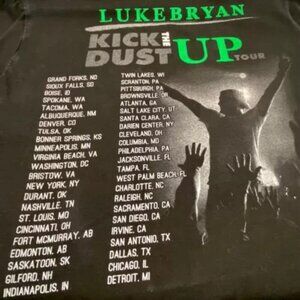 LUKE BRYAN
KICK THE DUST UP TOUR
GRAND FORKS, ND
SIOUX FALLS, SD
BOISE, ID
SPOKANE, WA
TACOMA, WA
ALBUQUERQUE, NM
DENVER, CO
TULSA, OK
BONNER SPRINGS, KS
MINNEAPOLIS, MN
VIRGINIA BEACH, VA
WASHINGTON, DC
BRISTOW, VA
NEW YORK, NY
DURANT, OK
NASHVILLE, TN
ST. LOUIS, MO
CINCINNATI, OH
FORT MCMURRAY, AB
EDMONTON, AB
SASKATOON, SK
GILFORD, NH
INDIANAPOLIS, IN
TWIN LAKES, WI
SCRANTON, PA
PITTSBURGH, PA
BROWNSVILLE, OR
ATLANTA, GA
SALT LAKE CITY, UT
SANTA CLARA, CA
DARIEN CENTER, NY
CLEVELAND, OH
COLUMBIA, MD
PHILADELPHIA, PA
JACKSONVILLE, FL
TAMPA, FL
WEST PALM BEACH, FL
CHARLOTTE, NC
RALEIGH, NC
SACRAMENTO, CA
SAN DIEGO, CA
IRVINE, CA
SAN ANTONIO, TX
DALLAS, TX
CHICAGO, IL
DETROIT, MI